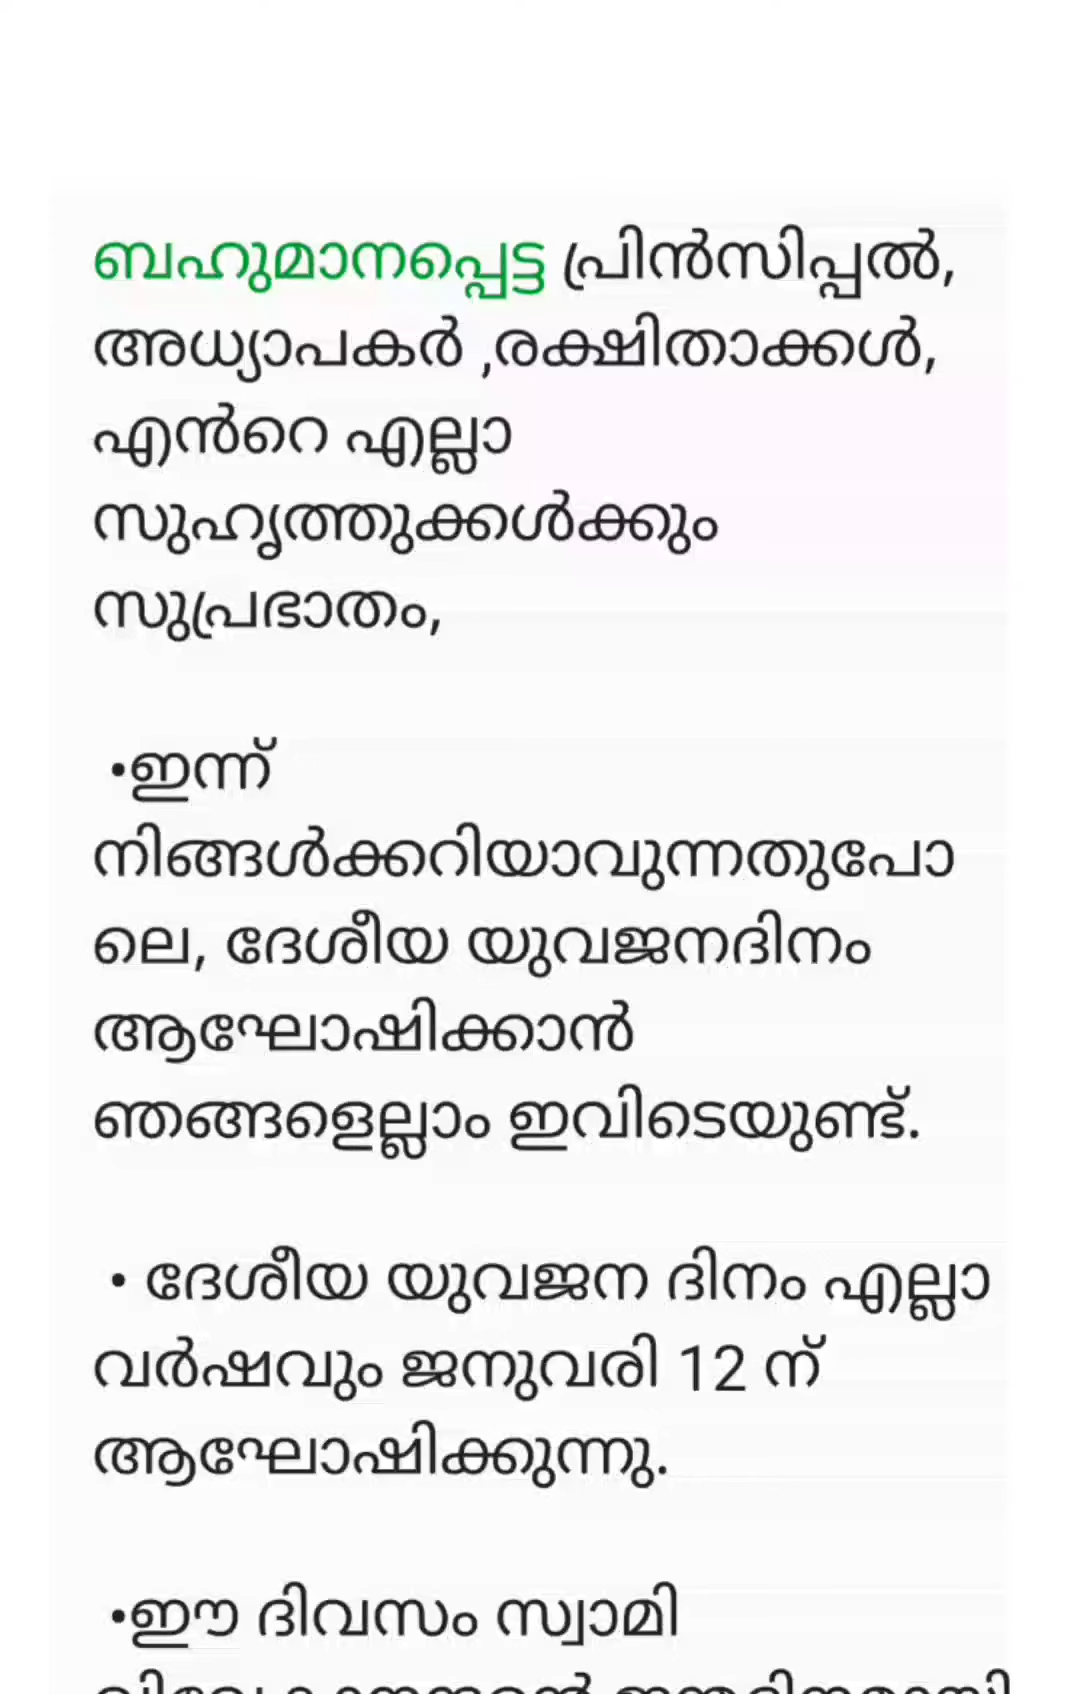 ബഹുമാനപ്പെട്ട പ്രിൻസിപ്പൽ,
അധ്യാപകർ ,രക്ഷിതാക്കൾ,
എൻറെ എല്ലാ
സുഹൃത്തുക്കൾക്കും
സുപ്രഭാതം,
•ഇന്ന്
നിങ്ങൾക്കറിയാവുന്നതുപോ
ലെ, ദേശീയ യുവജനദിനം
ആഘോഷിക്കാൻ
ഞങ്ങളെല്ലാം ഇവിടെയുണ്ട്.
• ദേശീയ യുവജന ദിനം എല്ലാ
വർഷവും ജനുവരി 12 ന്
ആഘോഷിക്കുന്നു.
•ഈ ദിവസം സ്വാമി